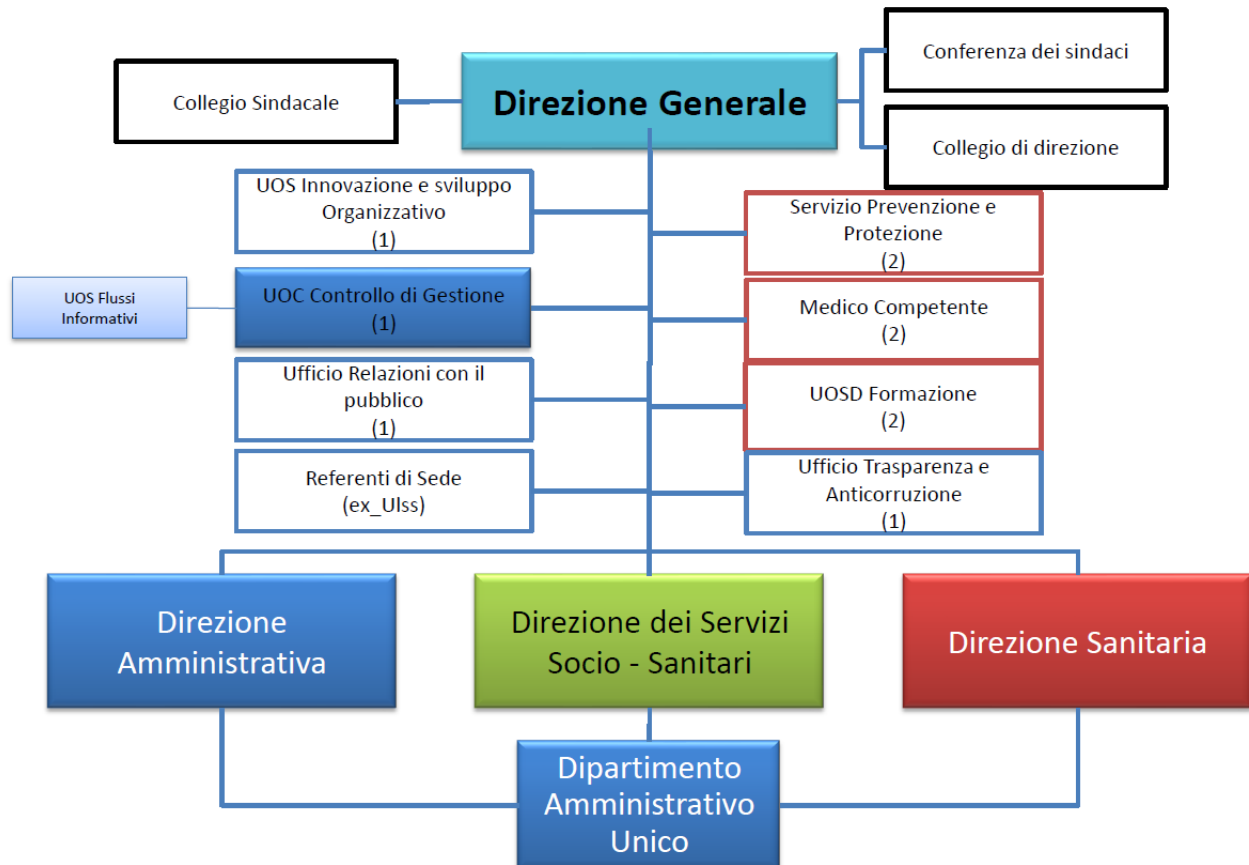 Collegio Sindacale
Direzione Generale
Conferenza dei sindaci
Collegio di direzione
UOS Innovazione e sviluppo
Organizzativo
(1)
Servizio Prevenzione e
Protezione
(2)
UOS Flussi
Informativi
UOC Controllo di Gestione
(1)
Medico Competente
(2)
Ufficio Relazioni con il
pubblico
(1)
UOSD Formazione
(2)
Referenti di Sede
(ex_Ulss)
Ufficio Trasparenza e
Anticorruzione
(1)
Direzione
Amministrativa
Direzione dei Servizi
Socio - Sanitari
Direzione Sanitaria
Dipartimento
Amministrativo
Unico